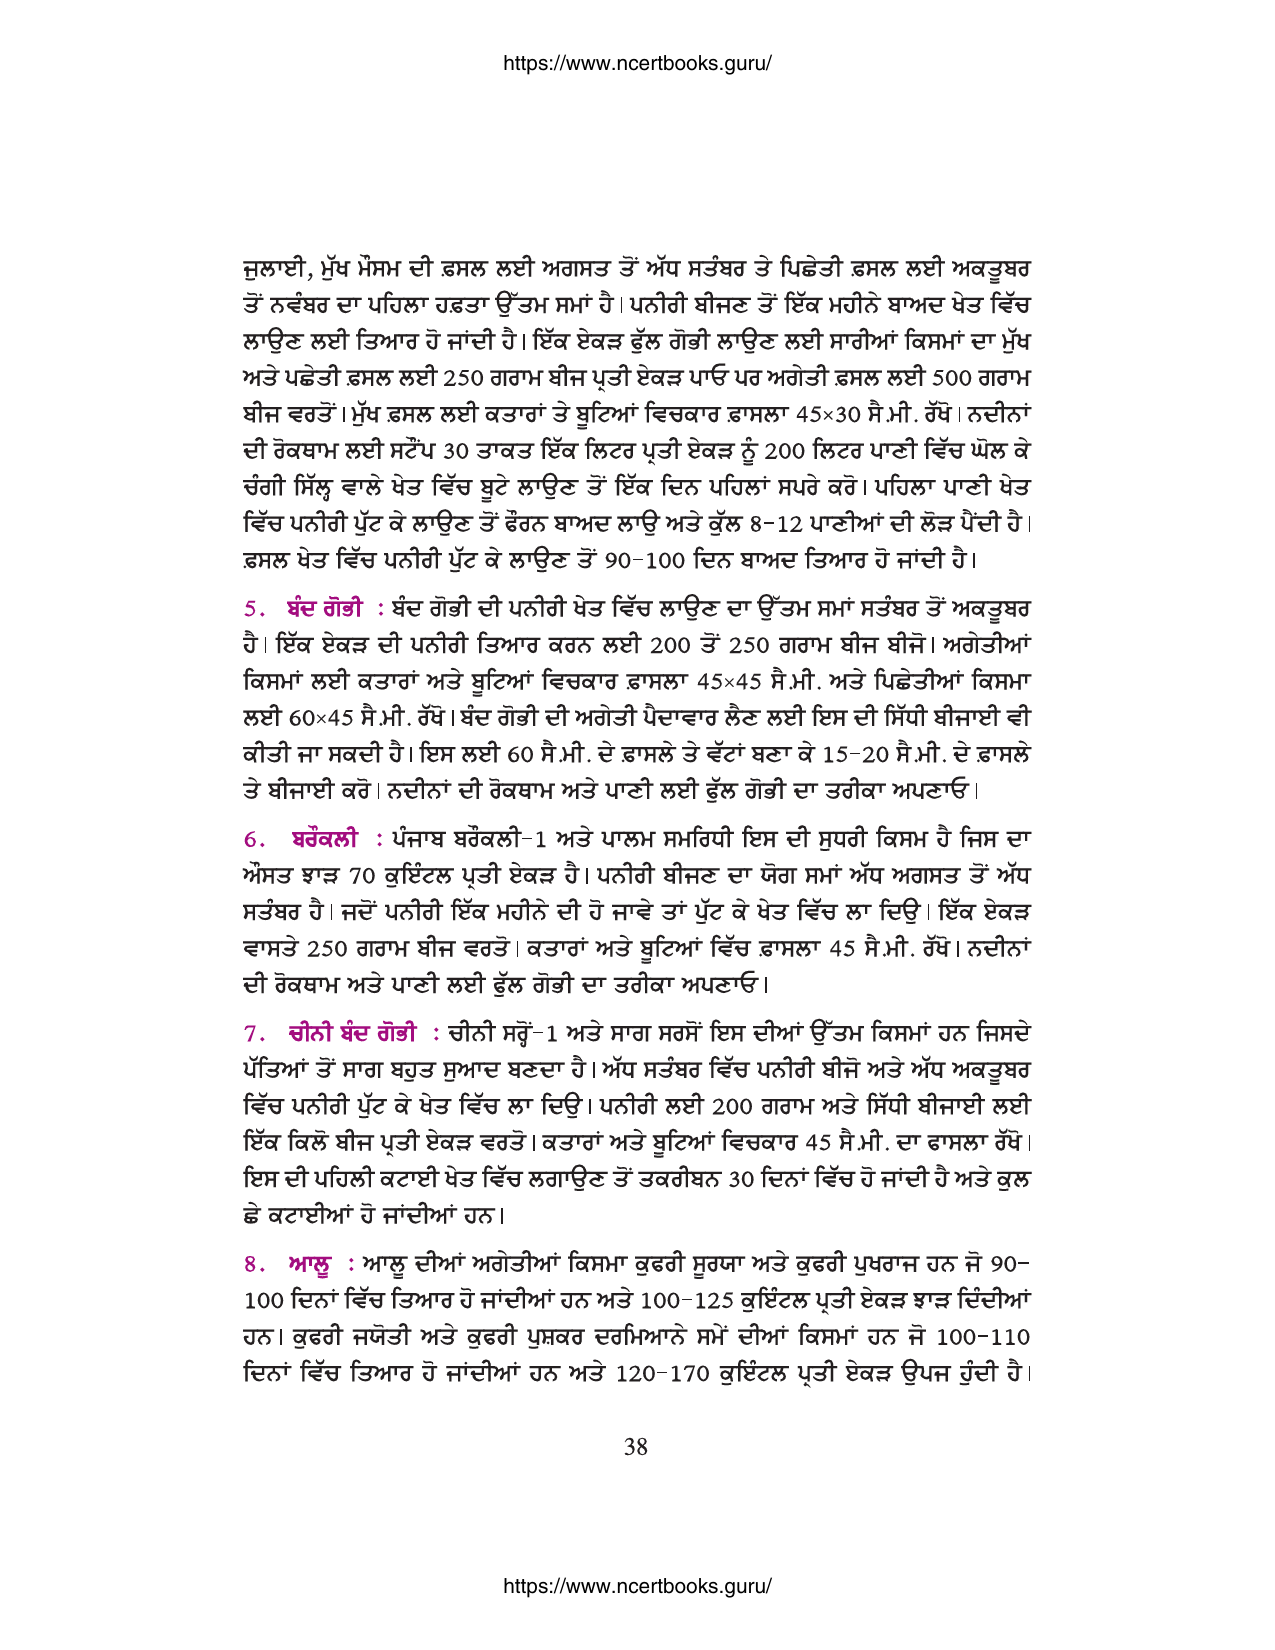 https://www.ncertbooks.guru/
ਜੁਲਾਈ, ਮੁੱਖ ਮੌਸਮ ਦੀ ਫ਼ਸਲ ਲਈ ਅਗਸਤ ਤੋਂ ਅੱਧ ਸਤੰਬਰ ਤੇ ਪਿਛੇਤੀ ਫ਼ਸਲ ਲਈ ਅਕਤੂਬਰ
ਤੋਂ ਨਵੰਬਰ ਦਾ ਪਹਿਲਾ ਹਫ਼ਤਾ ਉੱਤਮ ਸਮਾਂ ਹੈ। ਪਨੀਰੀ ਬੀਜਣ ਤੋਂ ਇੱਕ ਮਹੀਨੇ ਬਾਅਦ ਖੇਤ ਵਿੱਚ
ਲਾਉਣ ਲਈ ਤਿਆਰ ਹੋ ਜਾਂਦੀ ਹੈ। ਇੱਕ ਏਕੜ ਫੁੱਲ ਗੋਭੀ ਲਾਉਣ ਲਈ ਸਾਰੀਆਂ ਕਿਸਮਾਂ ਦਾ ਮੁੱਖ
ਅਤੇ ਪਛੇਤੀ ਫ਼ਸਲ ਲਈ 250 ਗਰਾਮ ਬੀਜ ਪ੍ਰਤੀ ਏਕੜ ਪਾਓ ਪਰ ਅਗੇਤੀ ਫ਼ਸਲ ਲਈ 500 ਗਰਾਮ
ਬੀਜ ਵਰਤੋਂ। ਮੁੱਖ ਫ਼ਸਲ ਲਈ ਕਤਾਰਾਂ ਤੇ ਬੂਟਿਆਂ ਵਿਚਕਾਰ ਫ਼ਾਸਲਾ 45×30 ਸੈ.ਮੀ. ਰੱਖੋ। ਨਦੀਨਾਂ
ਦੀ ਰੋਕਥਾਮ ਲਈ ਸਟੌਂਪ 30 ਤਾਕਤ ਇੱਕ ਲਿਟਰ ਪ੍ਰਤੀ ਏਕੜ ਨੂੰ 200 ਲਿਟਰ ਪਾਣੀ ਵਿੱਚ ਘੋਲ ਕੇ
ਚੰਗੀ ਸਿੱਲ੍ਹ ਵਾਲੇ ਖੇਤ ਵਿੱਚ ਬੂਟੇ ਲਾਉਣ ਤੋਂ ਇੱਕ ਦਿਨ ਪਹਿਲਾਂ ਸਪਰੇ ਕਰੋ। ਪਹਿਲਾ ਪਾਣੀ ਖੇਤ
ਵਿੱਚ ਪਨੀਰੀ ਪੁੱਟ ਕੇ ਲਾਉਣ ਤੋਂ ਫੌਰਨ ਬਾਅਦ ਲਾਉ ਅਤੇ ਕੁੱਲ 8-12 ਪਾਣੀਆਂ ਦੀ ਲੋੜ ਪੈਂਦੀ ਹੈ।
ਫ਼ਸਲ ਖੇਤ ਵਿੱਚ ਪਨੀਰੀ ਪੁੱਟ ਕੇ ਲਾਉਣ ਤੋਂ 90-100 ਦਿਨ ਬਾਅਦ ਤਿਆਰ ਹੋ ਜਾਂਦੀ ਹੈ।
5. ਬੰਦ ਗੋਭੀ : ਬੰਦ ਗੋਭੀ ਦੀ ਪਨੀਰੀ ਖੇਤ ਵਿੱਚ ਲਾਉਣ ਦਾ ਉੱਤਮ ਸਮਾਂ ਸਤੰਬਰ ਤੋਂ ਅਕਤੂਬਰ
ਹੈ। ਇੱਕ ਏਕੜ ਦੀ ਪਨੀਰੀ ਤਿਆਰ ਕਰਨ ਲਈ 200 ਤੋਂ 250 ਗਰਾਮ ਬੀਜ ਬੀਜੋ। ਅਗੇਤੀਆਂ
ਕਿਸਮਾਂ ਲਈ ਕਤਾਰਾਂ ਅਤੇ ਬੂਟਿਆਂ ਵਿਚਕਾਰ ਫ਼ਾਸਲਾ 45×45 ਸੈ.ਮੀ. ਅਤੇ ਪਿਛੇਤੀਆਂ ਕਿਸਮਾ
ਲਈ 60×45 ਸੈ.ਮੀ. ਰੱਖੋ। ਬੰਦ ਗੋਭੀ ਦੀ ਅਗੇਤੀ ਪੈਦਾਵਾਰ ਲੈਣ ਲਈ ਇਸ ਦੀ ਸਿੱਧੀ ਬੀਜਾਈ ਵੀ
ਕੀਤੀ ਜਾ ਸਕਦੀ ਹੈ। ਇਸ ਲਈ 60 ਸੈ.ਮੀ. ਦੇ ਫ਼ਾਸਲੇ ਤੇ ਵੱਟਾਂ ਬਣਾ ਕੇ 15-20 ਸੈ.ਮੀ. ਦੇ ਫ਼ਾਸਲੇ
ਤੇ ਬੀਜਾਈ ਕਰੋ। ਨਦੀਨਾਂ ਦੀ ਰੋਕਥਾਮ ਅਤੇ ਪਾਣੀ ਲਈ ਫੁੱਲ ਗੋਭੀ ਦਾ ਤਰੀਕਾ ਅਪਣਾਓ।
6. ਬਰੌਕਲੀ : ਪੰਜਾਬ ਬਰੌਕਲੀ-1 ਅਤੇ ਪਾਲਮ ਸਮਰਿਧੀ ਇਸ ਦੀ ਸੁਧਰੀ ਕਿਸਮ ਹੈ ਜਿਸ ਦਾ
ਔਸਤ ਝਾੜ 70 ਕੁਇੰਟਲ ਪ੍ਰਤੀ ਏਕੜ ਹੈ। ਪਨੀਰੀ ਬੀਜਣ ਦਾ ਯੋਗ ਸਮਾਂ ਅੱਧ ਅਗਸਤ ਤੋਂ ਅੱਧ
ਸਤੰਬਰ ਹੈ। ਜਦੋਂ ਪਨੀਰੀ ਇੱਕ ਮਹੀਨੇ ਦੀ ਹੋ ਜਾਵੇ ਤਾਂ ਪੁੱਟ ਕੇ ਖੇਤ ਵਿੱਚ ਲਾ ਦਿਉ। ਇੱਕ ਏਕੜ
ਵਾਸਤੇ 250 ਗਰਾਮ ਬੀਜ ਵਰਤੋ। ਕਤਾਰਾਂ ਅਤੇ ਬੂਟਿਆਂ ਵਿੱਚ ਫ਼ਾਸਲਾ 45 ਸੈ.ਮੀ. ਰੱਖੋ। ਨਦੀਨਾਂ
ਦੀ ਰੋਕਥਾਮ ਅਤੇ ਪਾਣੀ ਲਈ ਫੁੱਲ ਗੋਭੀ ਦਾ ਤਰੀਕਾ ਅਪਣਾਓ।
7. ਚੀਨੀ ਬੰਦ ਗੋਭੀ : ਚੀਨੀ ਸਰ੍ਹੋਂ-1 ਅਤੇ ਸਾਗ ਸਰਸੋਂ ਇਸ ਦੀਆਂ ਉੱਤਮ ਕਿਸਮਾਂ ਹਨ ਜਿਸਦੇ
ਪੱਤਿਆਂ ਤੋਂ ਸਾਗ ਬਹੁਤ ਸੁਆਦ ਬਣਦਾ ਹੈ। ਅੱਧ ਸਤੰਬਰ ਵਿੱਚ ਪਨੀਰੀ ਬੀਜੋ ਅਤੇ ਅੱਧ ਅਕਤੂਬਰ
ਵਿੱਚ ਪਨੀਰੀ ਪੁੱਟ ਕੇ ਖੇਤ ਵਿੱਚ ਲਾ ਦਿਉ। ਪਨੀਰੀ ਲਈ 200 ਗਰਾਮ ਅਤੇ ਸਿੱਧੀ ਬੀਜਾਈ ਲਈ
ਇੱਕ ਕਿਲੋ ਬੀਜ ਪ੍ਰਤੀ ਏਕੜ ਵਰਤੋ। ਕਤਾਰਾਂ ਅਤੇ ਬੂਟਿਆਂ ਵਿਚਕਾਰ 45 ਸੈ.ਮੀ. ਦਾ ਫਾਸਲਾ ਰੱਖੋ।
ਇਸ ਦੀ ਪਹਿਲੀ ਕਟਾਈ ਖੇਤ ਵਿੱਚ ਲਗਾਉਣ ਤੋਂ ਤਕਰੀਬਨ 30 ਦਿਨਾਂ ਵਿੱਚ ਹੋ ਜਾਂਦੀ ਹੈ ਅਤੇ ਕੁਲ
ਛੇ ਕਟਾਈਆਂ ਹੋ ਜਾਂਦੀਆਂ ਹਨ।
8. ਆਲੂ : ਆਲੂ ਦੀਆਂ ਅਗੇਤੀਆਂ ਕਿਸਮਾ ਕੁਫਰੀ ਸੂਰਯਾ ਅਤੇ ਕੁਫਰੀ ਪੁਖਰਾਜ ਹਨ ਜੋ 90-
100 ਦਿਨਾਂ ਵਿੱਚ ਤਿਆਰ ਹੋ ਜਾਂਦੀਆਂ ਹਨ ਅਤੇ 100-125 ਕੁਇੰਟਲ ਪ੍ਰਤੀ ਏਕੜ ਝਾੜ ਦਿੰਦੀਆਂ
ਹਨ। ਕੁਫਰੀ ਜਯੋਤੀ ਅਤੇ ਕੁਫਰੀ ਪੁਸ਼ਕਰ ਦਰਮਿਆਨੇ ਸਮੇਂ ਦੀਆਂ ਕਿਸਮਾਂ ਹਨ ਜੋ 100-110
ਦਿਨਾਂ ਵਿੱਚ ਤਿਆਰ ਹੋ ਜਾਂਦੀਆਂ ਹਨ ਅਤੇ 120-170 ਕੁਇੰਟਲ ਪ੍ਰਤੀ ਏਕੜ ਉਪਜ ਹੁੰਦੀ ਹੈ।
38
https://www.ncertbooks.guru/